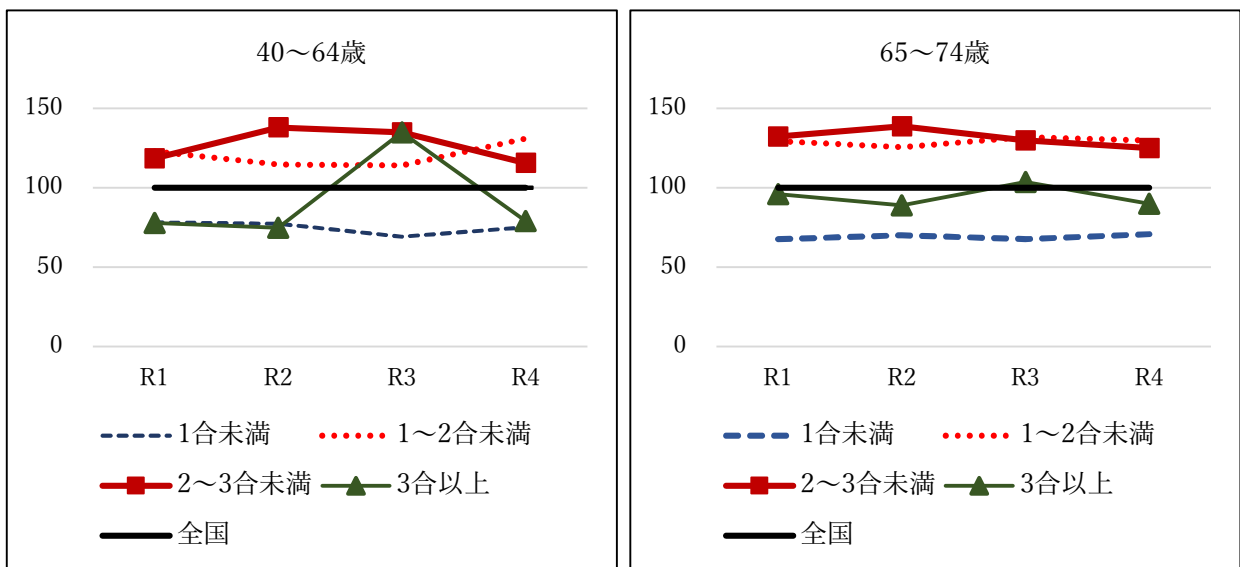 40～64歳
150
100
50
0
R1 R2 R3 R4
1合未満 1～2合未満
2～3合未満 3合以上
全国
65～74歳
150
100
50
0
R1 R2 R3 R4
1合未満 1～2合未満
2～3合未満 3合以上
全国